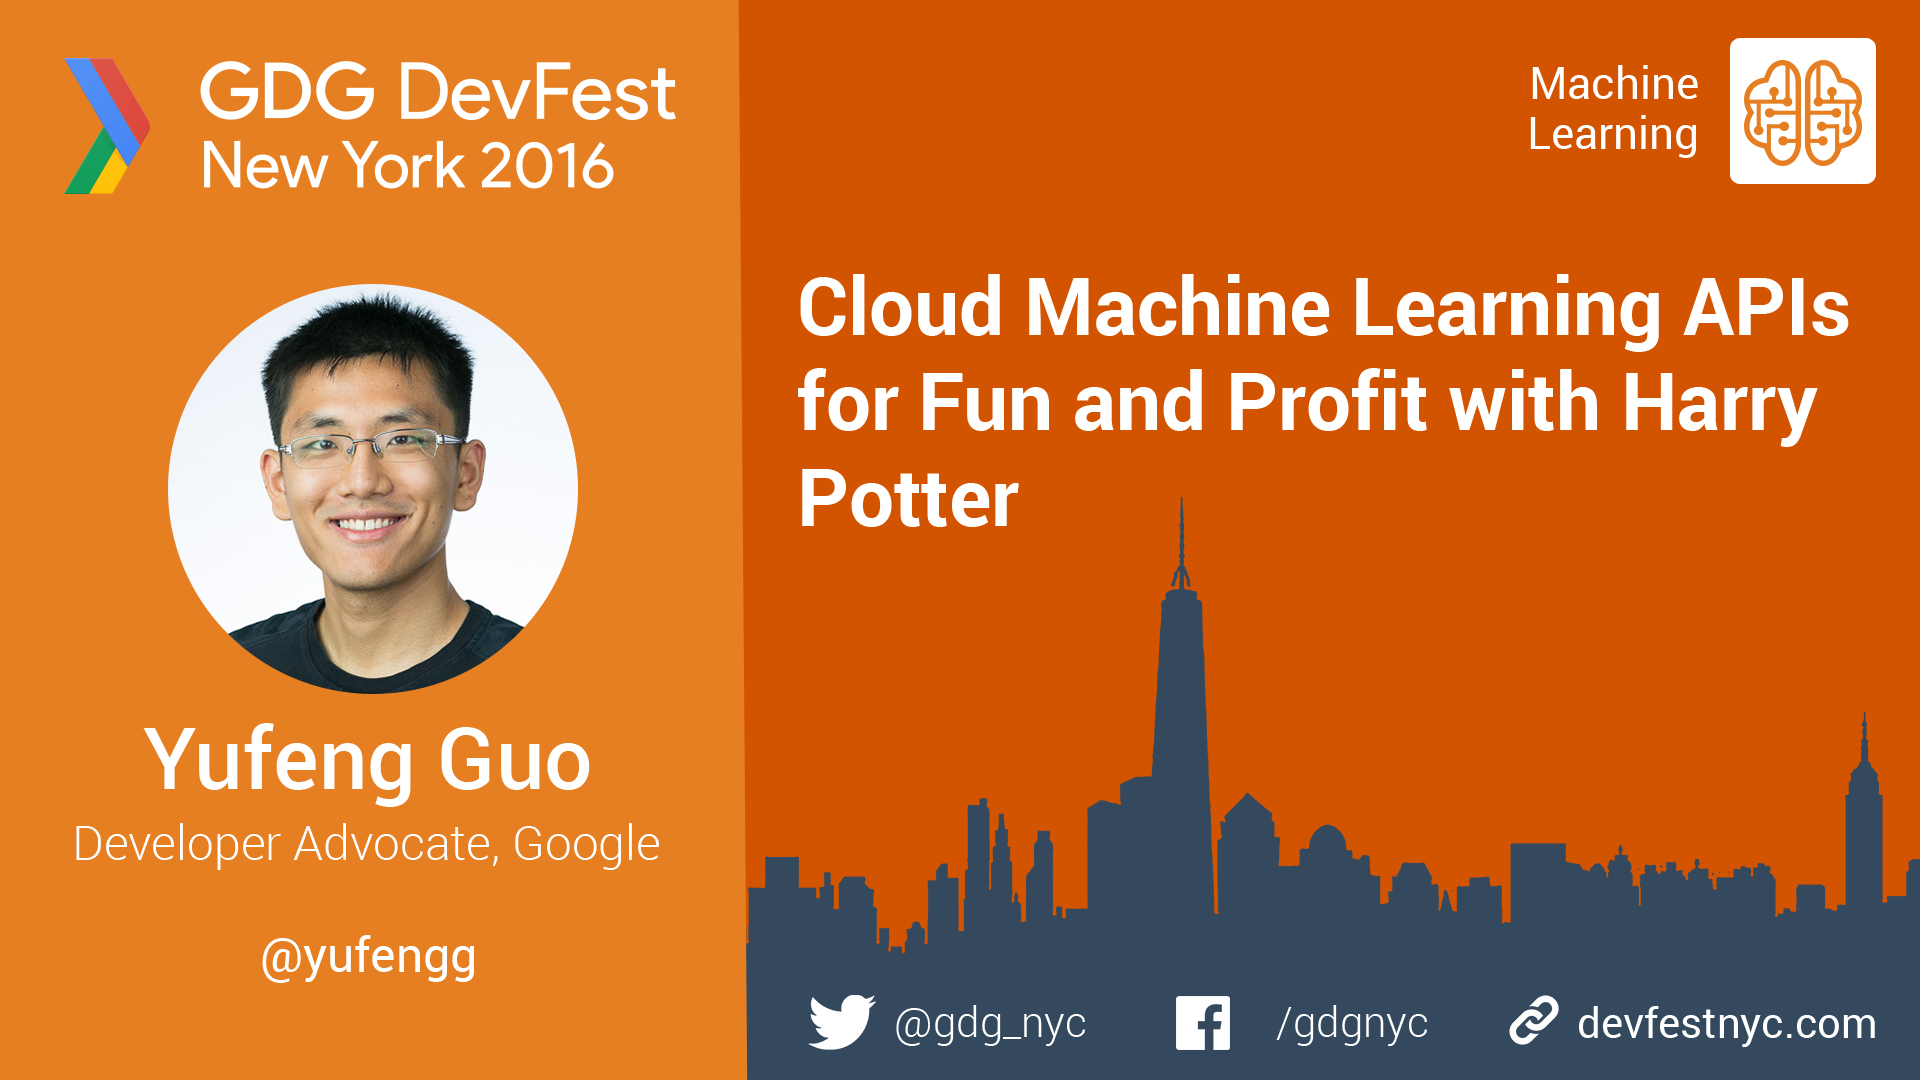 GDG DevFest
New York 2016
Machine
Learning
Cloud Machine Learning APIs
for Fun and Profit with Harry
Potter
Yufeng Guo
Developer Advocate, Google
@yufengg
@gdg_nyc
/gdgnyc
devfestnyc.com